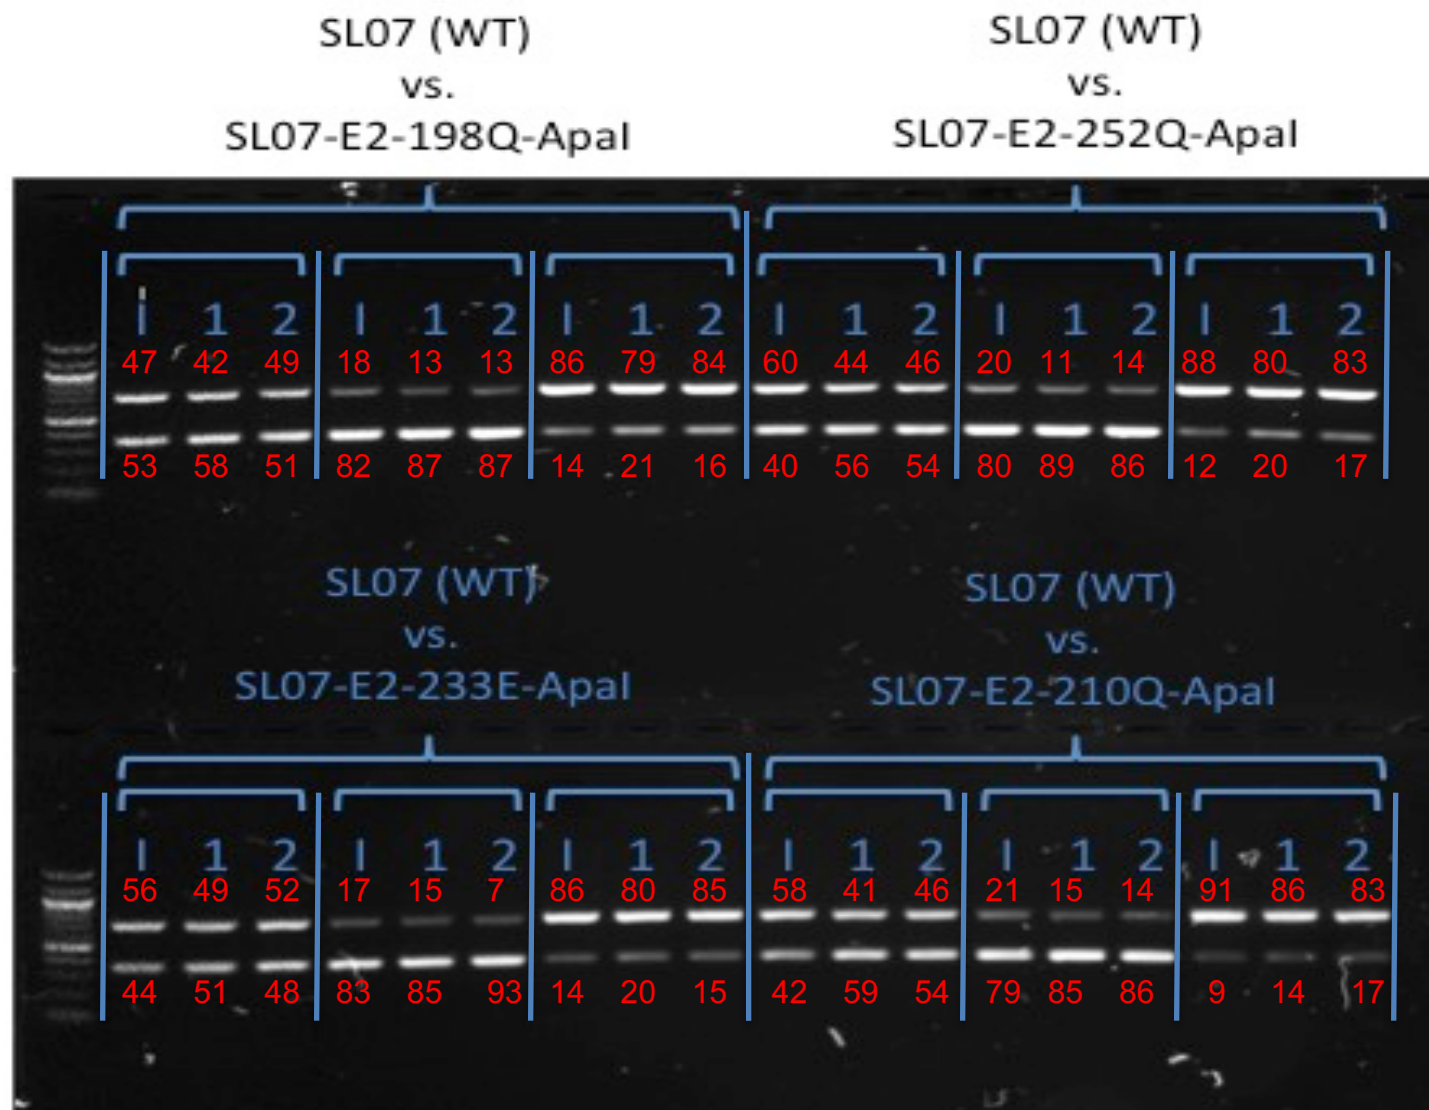 SL07 (WT)
vs.
SL07-E2-198Q-ApaI
SL07 (WT)
vs.
SL07-E2-252Q-ApaI
I 1 2 I 1 2 I 1 2 I 1 2 I 1 2 I 1 2
47 42 49 18 13 13 86 79 84 60 44 46 20 11 14 88 80 83
53 58 51 82 87 87 14 21 16 40 56 54 80 89 86 12 20 17
SL07 (WT)
vs.
SL07-E2-233E-ApaI
SL07 (WT)
vs.
SL07-E2-210Q-ApaI
I 1 2 I 1 2 I 1 2 I 1 2 I 1 2 I 1 2
56 49 52 17 15 7 86 80 85 58 41 46 21 15 14 91 86 83
44 51 48 83 85 93 14 20 15 42 59 54 79 85 86 9 14 17